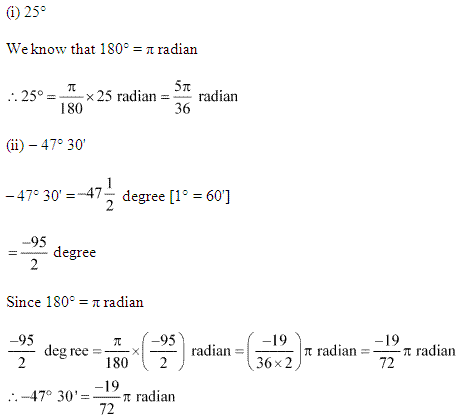 (i) 25°
We know that 180° = π radian
∴ 25° = π/180 × 25 radian = 5π/36 radian
(ii) – 47° 30'
– 47° 30' = –47 1/2 degree [1° = 60']
= –95/2 degree
Since 180° = π radian
–95/2 deg ree = π/180 × (–95/2) radian = (–19/36 × 2) π radian = –19/72 π radian
∴ –47° 30' = –19/72 π radian